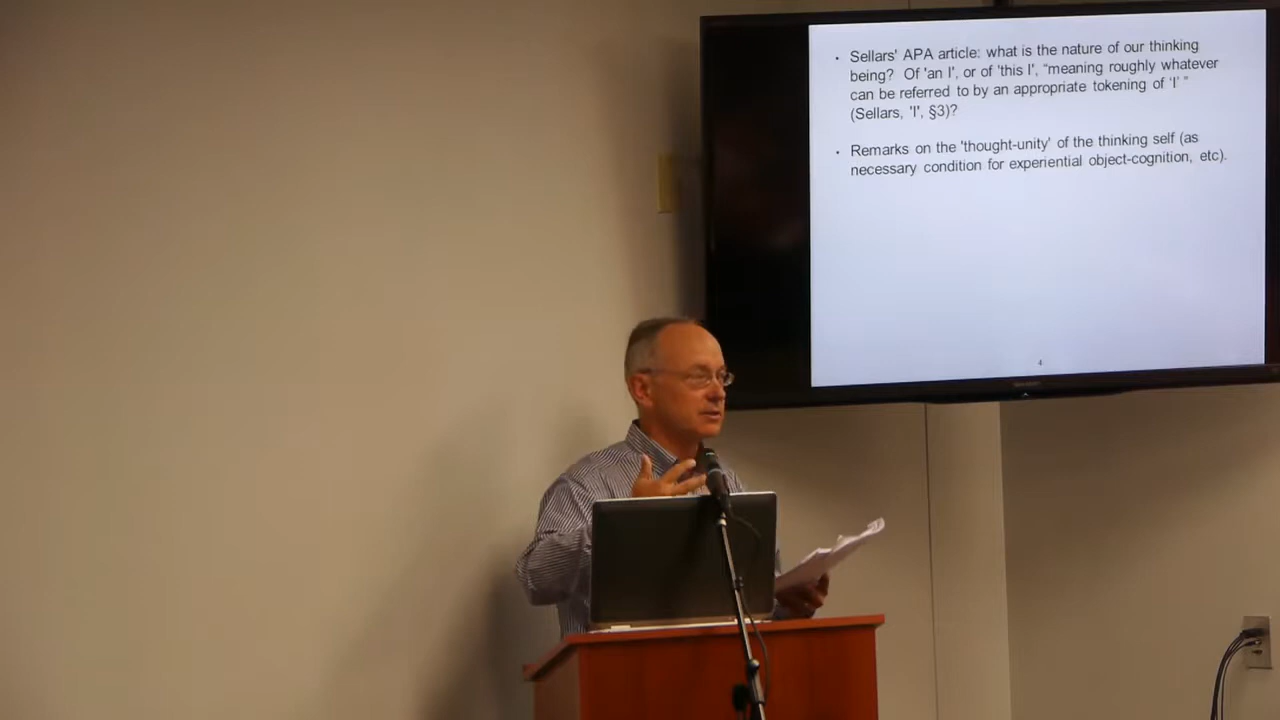 • Sellars' APA article: what is the nature of our thinking
being? Of 'an I', or of 'this I', "meaning roughly whatever
can be referred to by an appropriate tokening of 'I' "
(Sellars, 'I', §3)?
• Remarks on the 'thought-unity' of the thinking self (as
necessary condition for experiential object-cognition, etc).
4